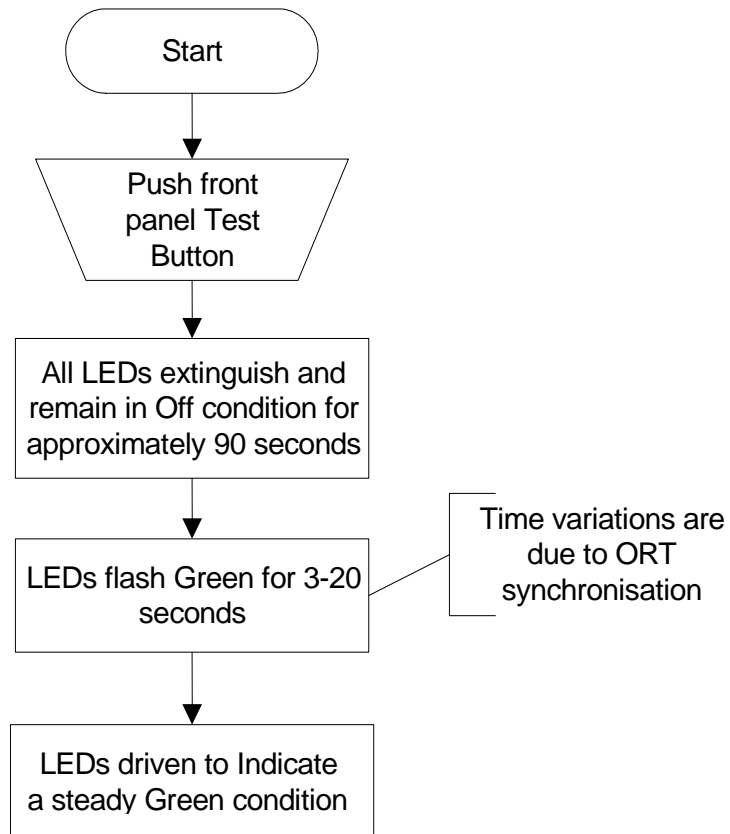 Start
Push front
panel Test
Button
All LEDs extinguish and
remain in Off condition for
approximately 90 seconds
LEDs flash Green for 3-20
seconds
Time variations are
due to ORT
synchronisation
LEDs driven to Indicate
a steady Green condition